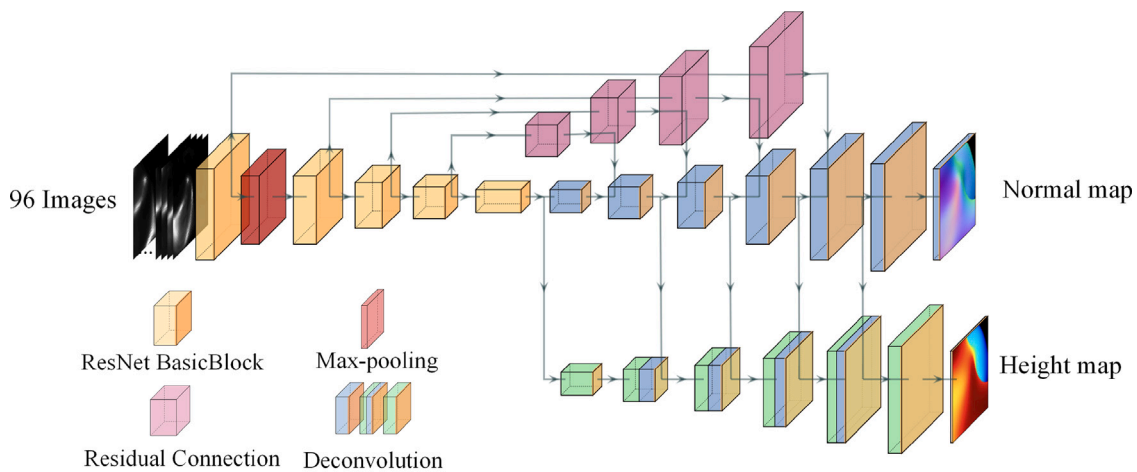 96 Images
Normal map
Height map
ResNet BasicBlock
Max-pooling
Residual Connection
Deconvolution